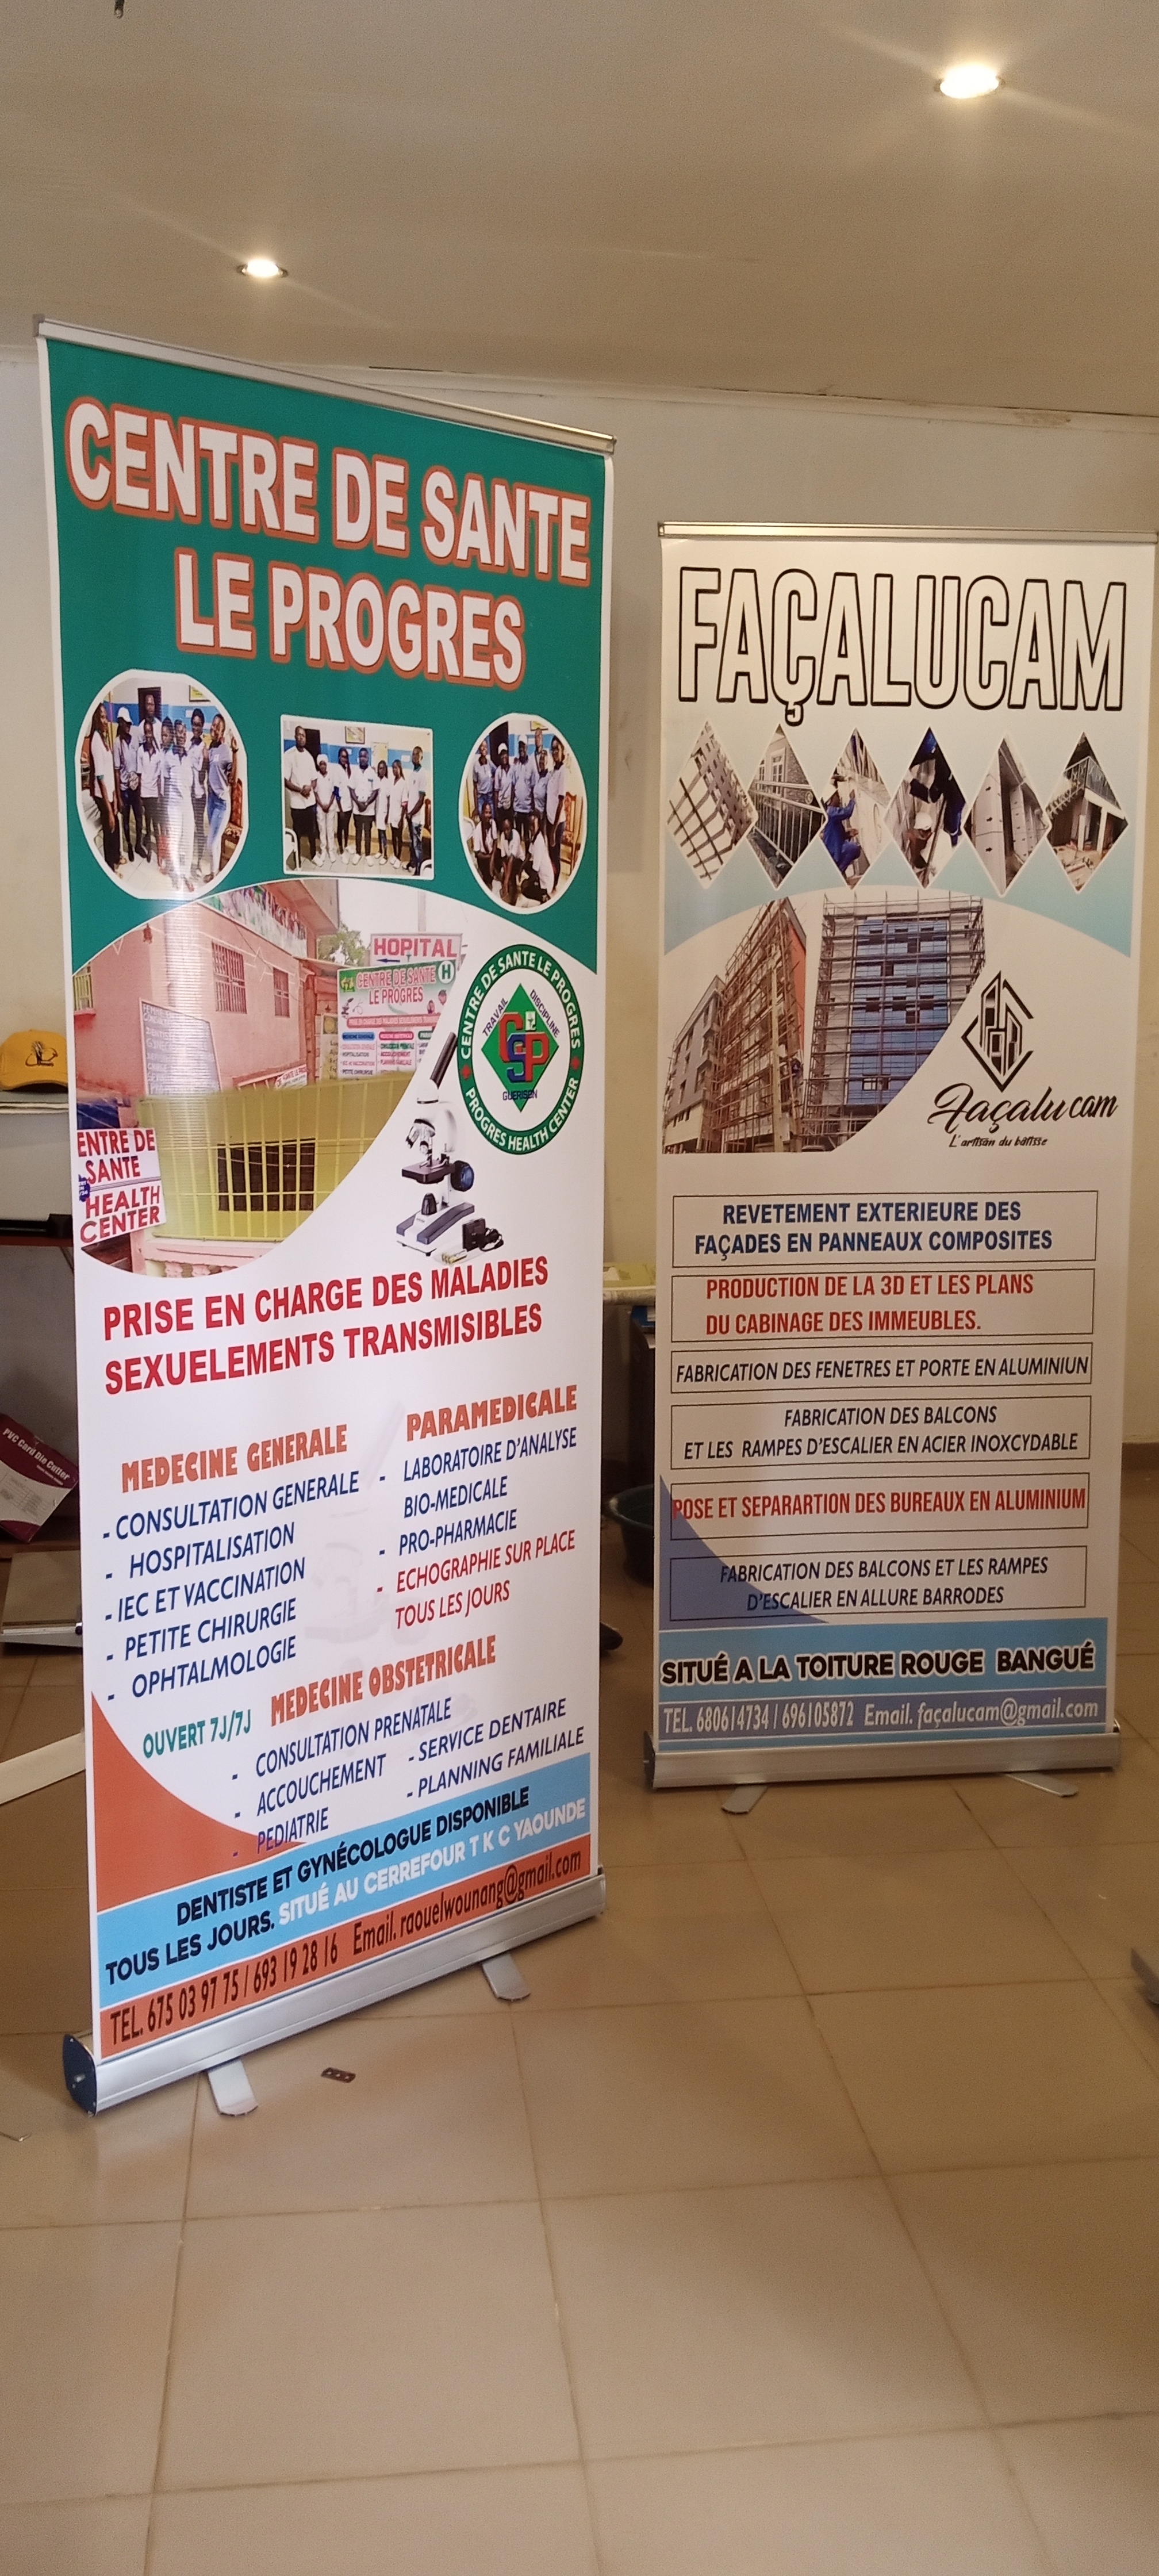 CENTRE DE SANTE
LE PROGRES
HOPITAL
CENTRE DE SANTE H
LE PROGRES
CENTRE DE SANTE LE PROGRES
TRAVAIL
DISCIPLINE
CSP
GUERISON
PROGRES HEALTH CENTER
ENTRE DE
SANTE
HEALTH
CENTER
PRISE EN CHARGE DES MALADIES
SEXUELEMENTS TRANSMISIBLES
MEDECINE GENERALE
- CONSULTATION GENERALE
- HOSPITALISATION
- IEC ET VACCINATION
- PETITE CHIRURGIE
- OPHTALMOLOGIE
PARAMEDICALE
- LABORATOIRE D'ANALYSE
BIO-MEDICALE
- PRO-PHARMACIE
- ECHOGRAPHIE SUR PLACE
TOUS LES JOURS
OUVERT 7J/7J
MEDECINE OBSTETRICALE
- CONSULTATION PRENATALE
- ACCOUCHEMENT
- PEDIATRIE
- SERVICE DENTAIRE
- PLANNING FAMILIALE
DENTISTE ET GYNÉCOLOGUE DISPONIBLE
TOUS LES JOURS. SITUÉ AU CERREFOUR T K C YAOUNDE
TEL. 675 03 97 75 / 693 19 28 16 Email. raouelwounang@gmail.com
FAÇALUCAM
Façalu cam
L'artisan du batisse
REVETEMENT EXTERIEURE DES
FAÇADES EN PANNEAUX COMPOSITES
PRODUCTION DE LA 3D ET LES PLANS
DU CABINAGE DES IMMEUBLES.
FABRICATION DES FENETRES ET PORTE EN ALUMINIUN
FABRICATION DES BALCONS
ET LES RAMPES D'ESCALIER EN ACIER INOXCYDABLE
POSE ET SEPARARTION DES BUREAUX EN ALUMINIUM
FABRICATION DES BALCONS ET LES RAMPES
D'ESCALIER EN ALLURE BARRODES
SITUÉ A LA TOITURE ROUGE BANGUÉ
TEL. 680614734 / 696105872 Email. façalucam@gmail.com
PVC Card Die Cutter